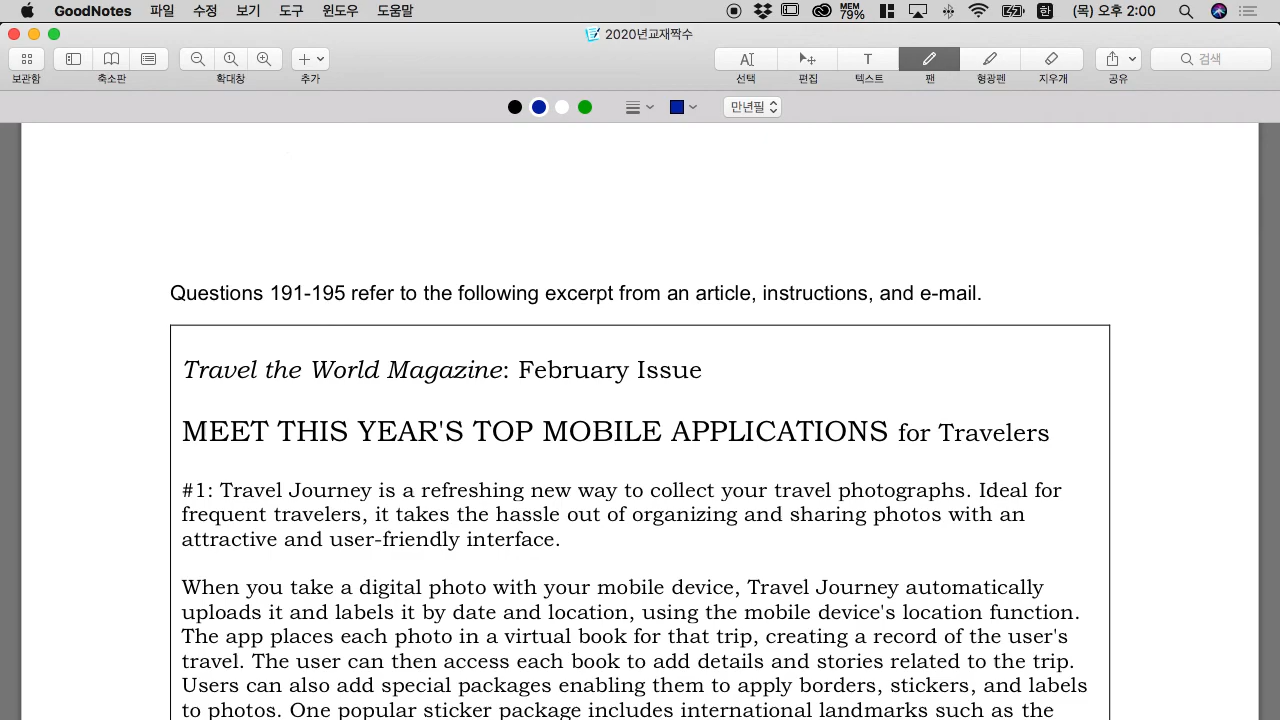 GoodNotes 파일 수정 보기 도구 윈도우 도움말 MEM 79% 한 (목) 오후 2:00
2020년교재짝수
보관함 축소판 확대창 추가 선택 편집 T 텍스트 펜 형광펜 지우개 공유 검색
만년필
Questions 191-195 refer to the following excerpt from an article, instructions, and e-mail.
Travel the World Magazine: February Issue
MEET THIS YEAR'S TOP MOBILE APPLICATIONS for Travelers
#1: Travel Journey is a refreshing new way to collect your travel photographs. Ideal for
frequent travelers, it takes the hassle out of organizing and sharing photos with an
attractive and user-friendly interface.
When you take a digital photo with your mobile device, Travel Journey automatically
uploads it and labels it by date and location, using the mobile device's location function.
The app places each photo in a virtual book for that trip, creating a record of the user's
travel. The user can then access each book to add details and stories related to the trip.
Users can also add special packages enabling them to apply borders, stickers, and labels
to photos. One popular sticker package includes international landmarks such as the